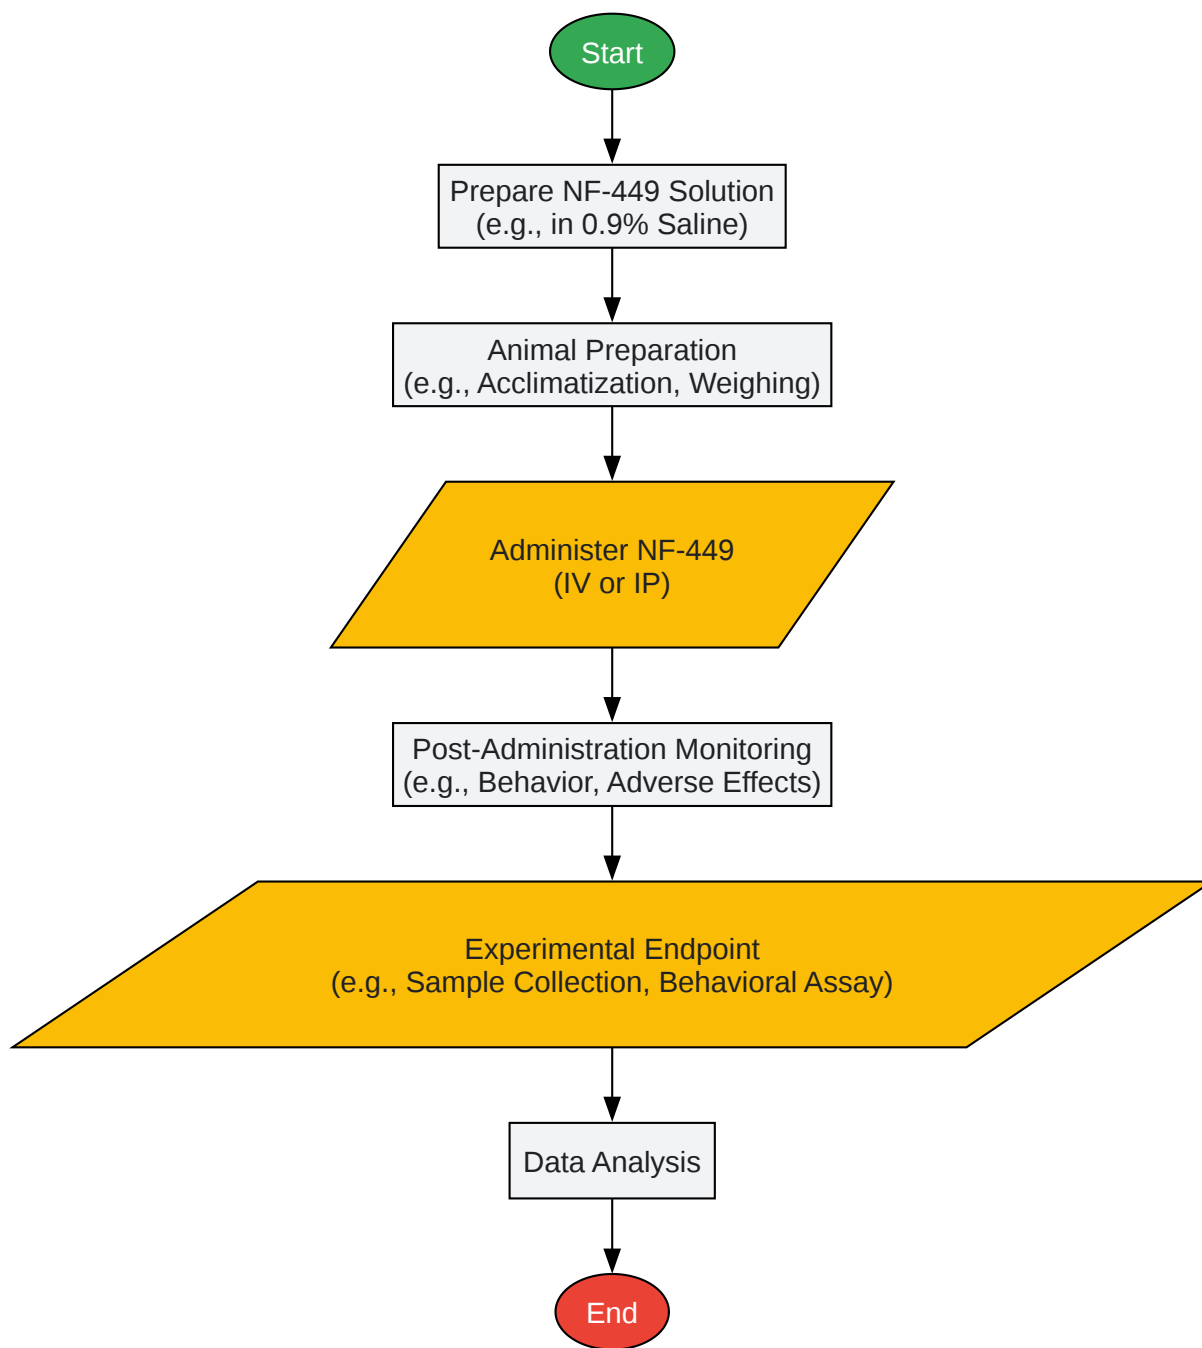 Start
Prepare NF-449 Solution
(e.g., in 0.9% Saline)
Animal Preparation
(e.g., Acclimatization, Weighing)
Administer NF-449
(IV or IP)
Post-Administration Monitoring
(e.g., Behavior, Adverse Effects)
Experimental Endpoint
(e.g., Sample Collection, Behavioral Assay)
Data Analysis
End